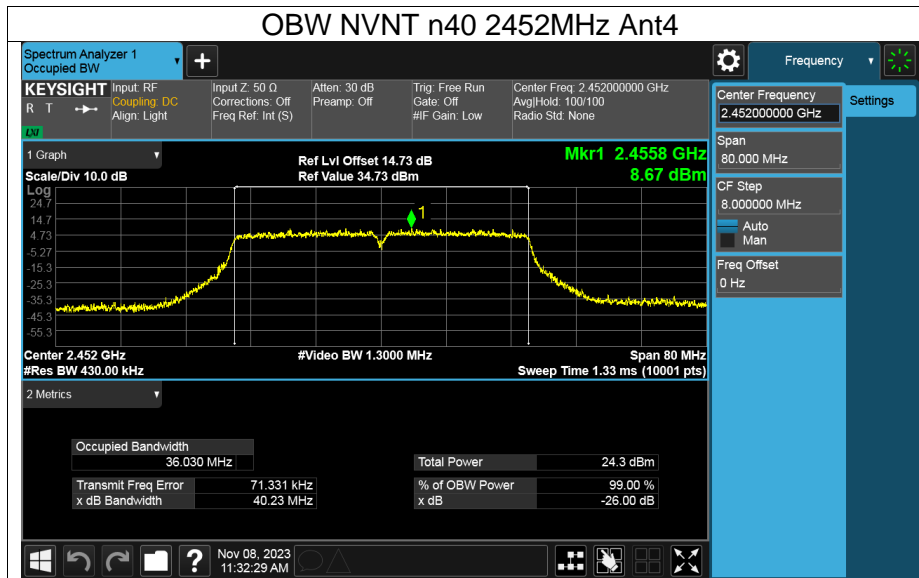 OBW NVNT n40 2452MHz Ant4
Spectrum Analyzer 1
Occupied BW
+
Frequency
KEYSIGHT
R T
LXI
Input: RF
Coupling: DC
Align: Light
Input Z: 50 Ω
Corrections: Off
Freq Ref: Int (S)
Atten: 30 dB
Preamp: Off
Trig: Free Run
Gate: Off
#IF Gain: Low
Center Freq: 2.452000000 GHz
Avg|Hold: 100/100
Radio Std: None
Center Frequency
2.452000000 GHz
Settings
Span
80.000 MHz
CF Step
8.000000 MHz
Auto
Man
Freq Offset
0 Hz
1 Graph
Scale/Div 10.0 dB
Ref Lvl Offset 14.73 dB
Ref Value 34.73 dBm
Mkr1 2.4558 GHz
8.67 dBm
Log
24.7
14.7
4.73
-5.27
-15.3
-25.3
-35.3
-45.3
-55.3
1
Center 2.452 GHz
#Res BW 430.00 kHz
#Video BW 1.3000 MHz
Span 80 MHz
Sweep Time 1.33 ms (10001 pts)
2 Metrics
Occupied Bandwidth
36.030 MHz
Total Power 24.3 dBm
Transmit Freq Error 71.331 kHz
% of OBW Power 99.00 %
x dB Bandwidth 40.23 MHz
x dB -26.00 dB
?
Nov 08, 2023
11:32:29 AM